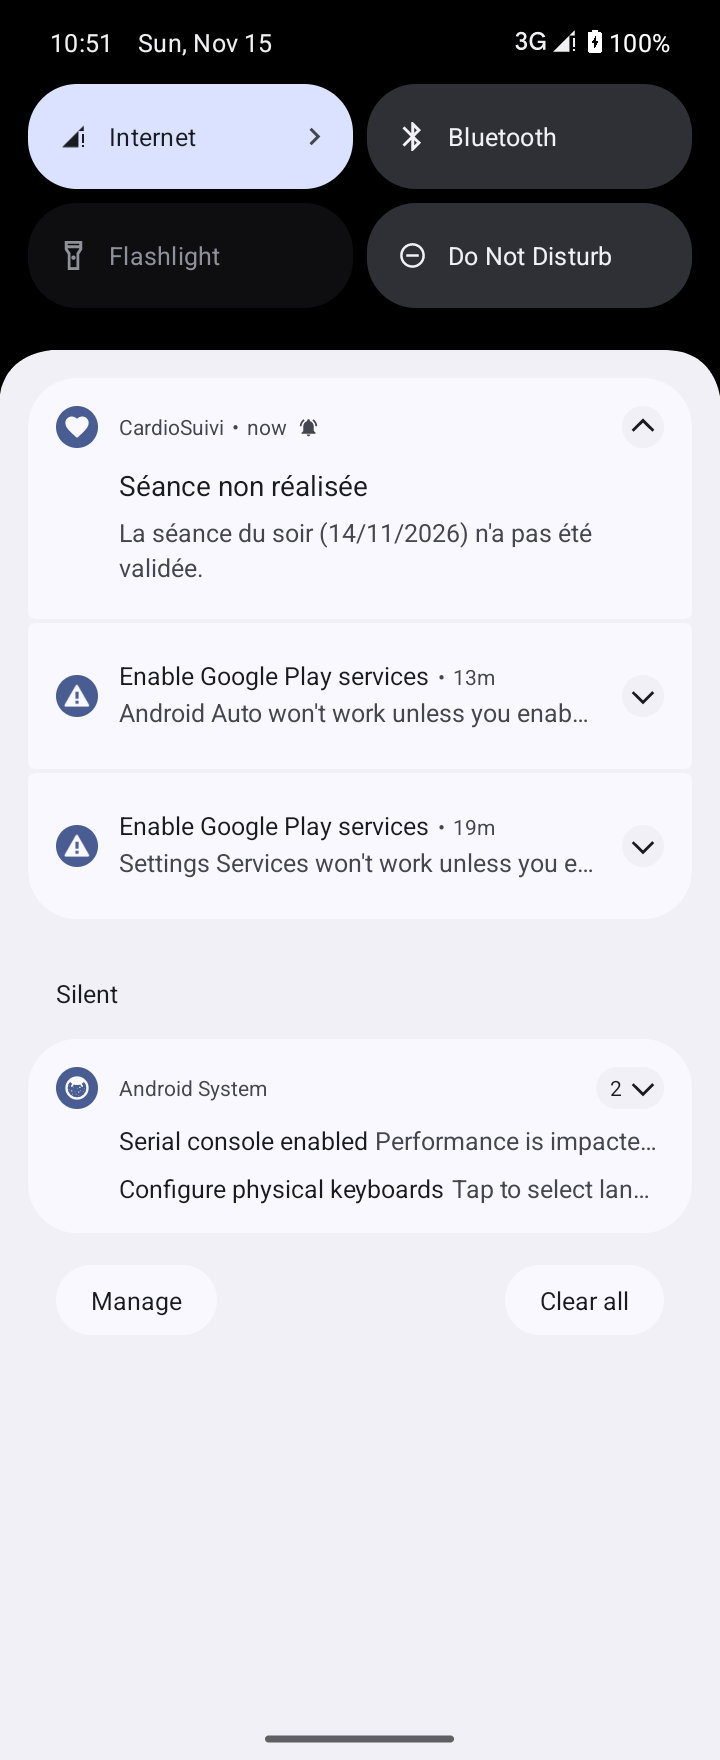 10:51 Sun, Nov 15 3G 100%
Internet
Bluetooth
Flashlight
Do Not Disturb
CardioSuivi • now
Séance non réalisée
La séance du soir (14/11/2026) n'a pas été
validée.
Enable Google Play services • 13m
Android Auto won't work unless you enab…
Enable Google Play services • 19m
Settings Services won't work unless you e…
Silent
Android System 2
Serial console enabled Performance is impacte…
Configure physical keyboards Tap to select lan…
Manage Clear all